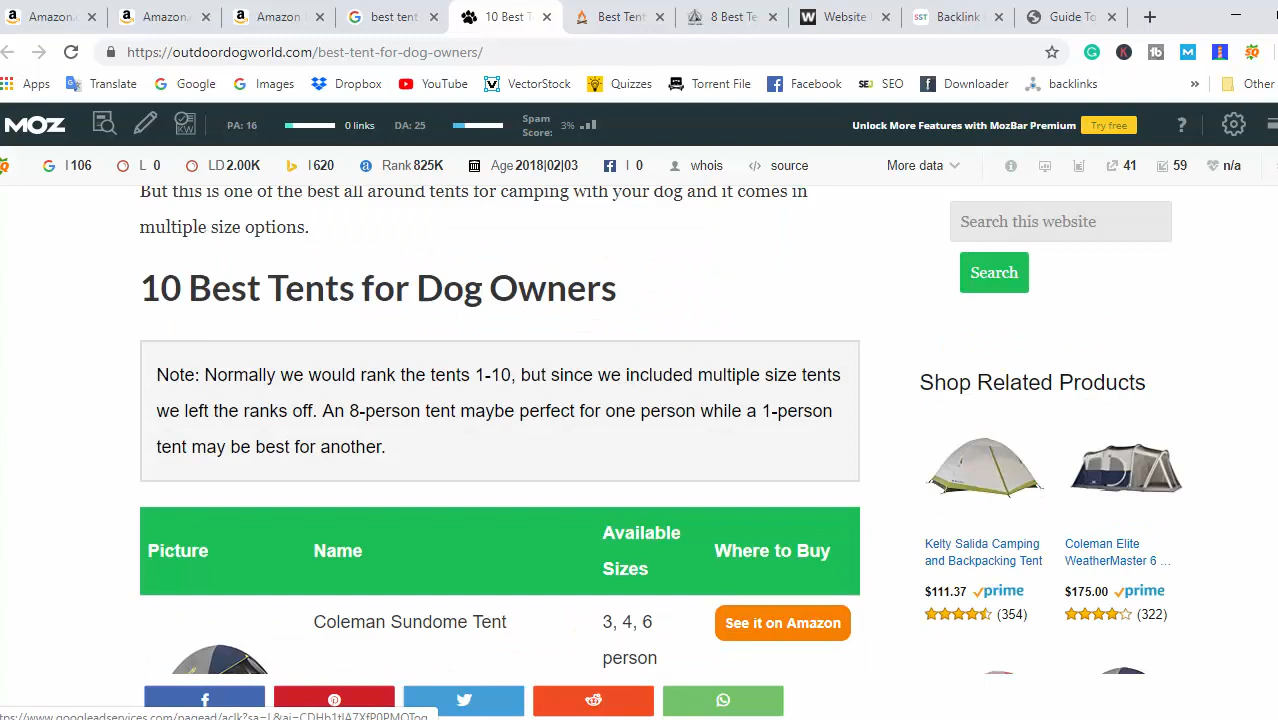 Amazon.
Amazon.
Amazon
best tent
10 Best T
Best Tent
8 Best Te
Website
Backlink
Guide To
https://outdoordogworld.com/best-tent-for-dog-owners/
Apps Translate Google Images Dropbox YouTube VectorStock Quizzes Torrent File Facebook SEO Downloader backlinks » Other
MOZ PA: 16 0 links DA: 25 Spam Score: 3% Unlock More Features with MozBar Premium Try free ?
I 106 L 0 LD 2.00K I 620 Rank 825K Age 2018|02|03 I 0 whois source More data 41 59 n/a
But this is one of the best all around tents for camping with your dog and it comes in
multiple size options.
10 Best Tents for Dog Owners
Note: Normally we would rank the tents 1-10, but since we included multiple size tents
we left the ranks off. An 8-person tent maybe perfect for one person while a 1-person
tent may be best for another.
Picture Name Available Sizes Where to Buy
Coleman Sundome Tent 3, 4, 6 person See it on Amazon
Search this website
Search
Shop Related Products
Kelty Salida Camping
and Backpacking Tent
$111.37 prime
(354)
Coleman Elite
WeatherMaster 6 ...
$175.00 prime
(322)